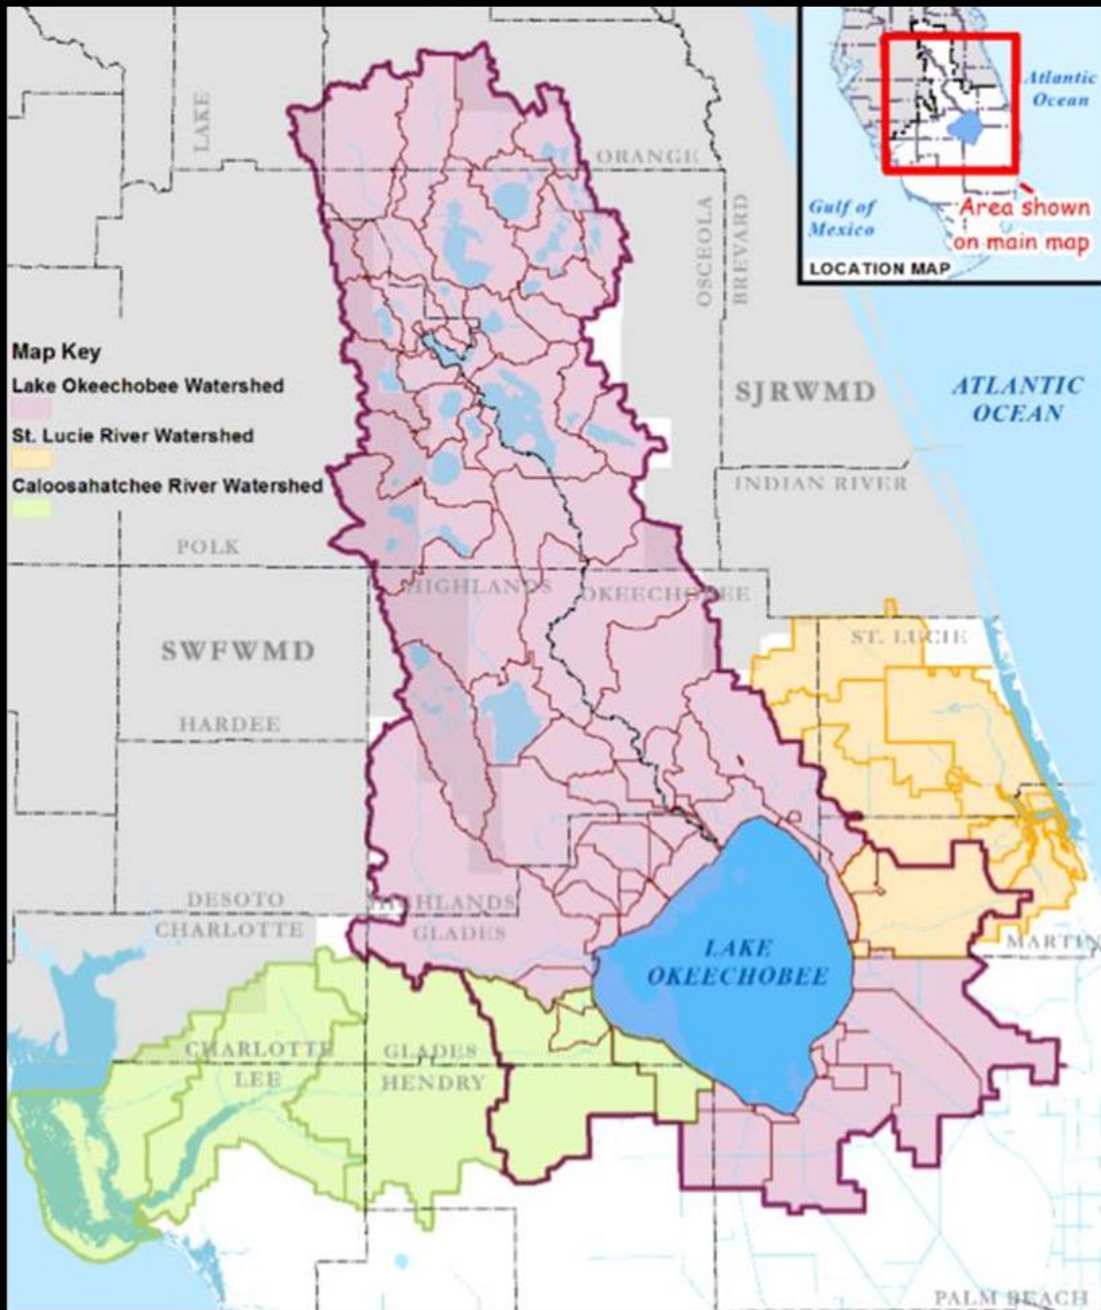 LAKE
ORANGE
OSCEOLA
BREVARD
Atlantic
Ocean
Gulf of
Mexico
Area shown
on main map
LOCATION MAP
Map Key
Lake Okeechobee Watershed
St. Lucie River Watershed
Caloosahatchee River Watershed
SJRWMD
ATLANTIC
OCEAN
INDIAN RIVER
POLK
HIGHLANDS
OKEECHOBEE
SWFWMD
ST. LUCIE
HARDEE
DESOTO
CHARLOTTE
HIGHLANDS
GLADES
LAKE
OKEECHOBEE
MARTIN
CHARLOTTE
LEE
GLADES
HENDRY
PALM BEACH